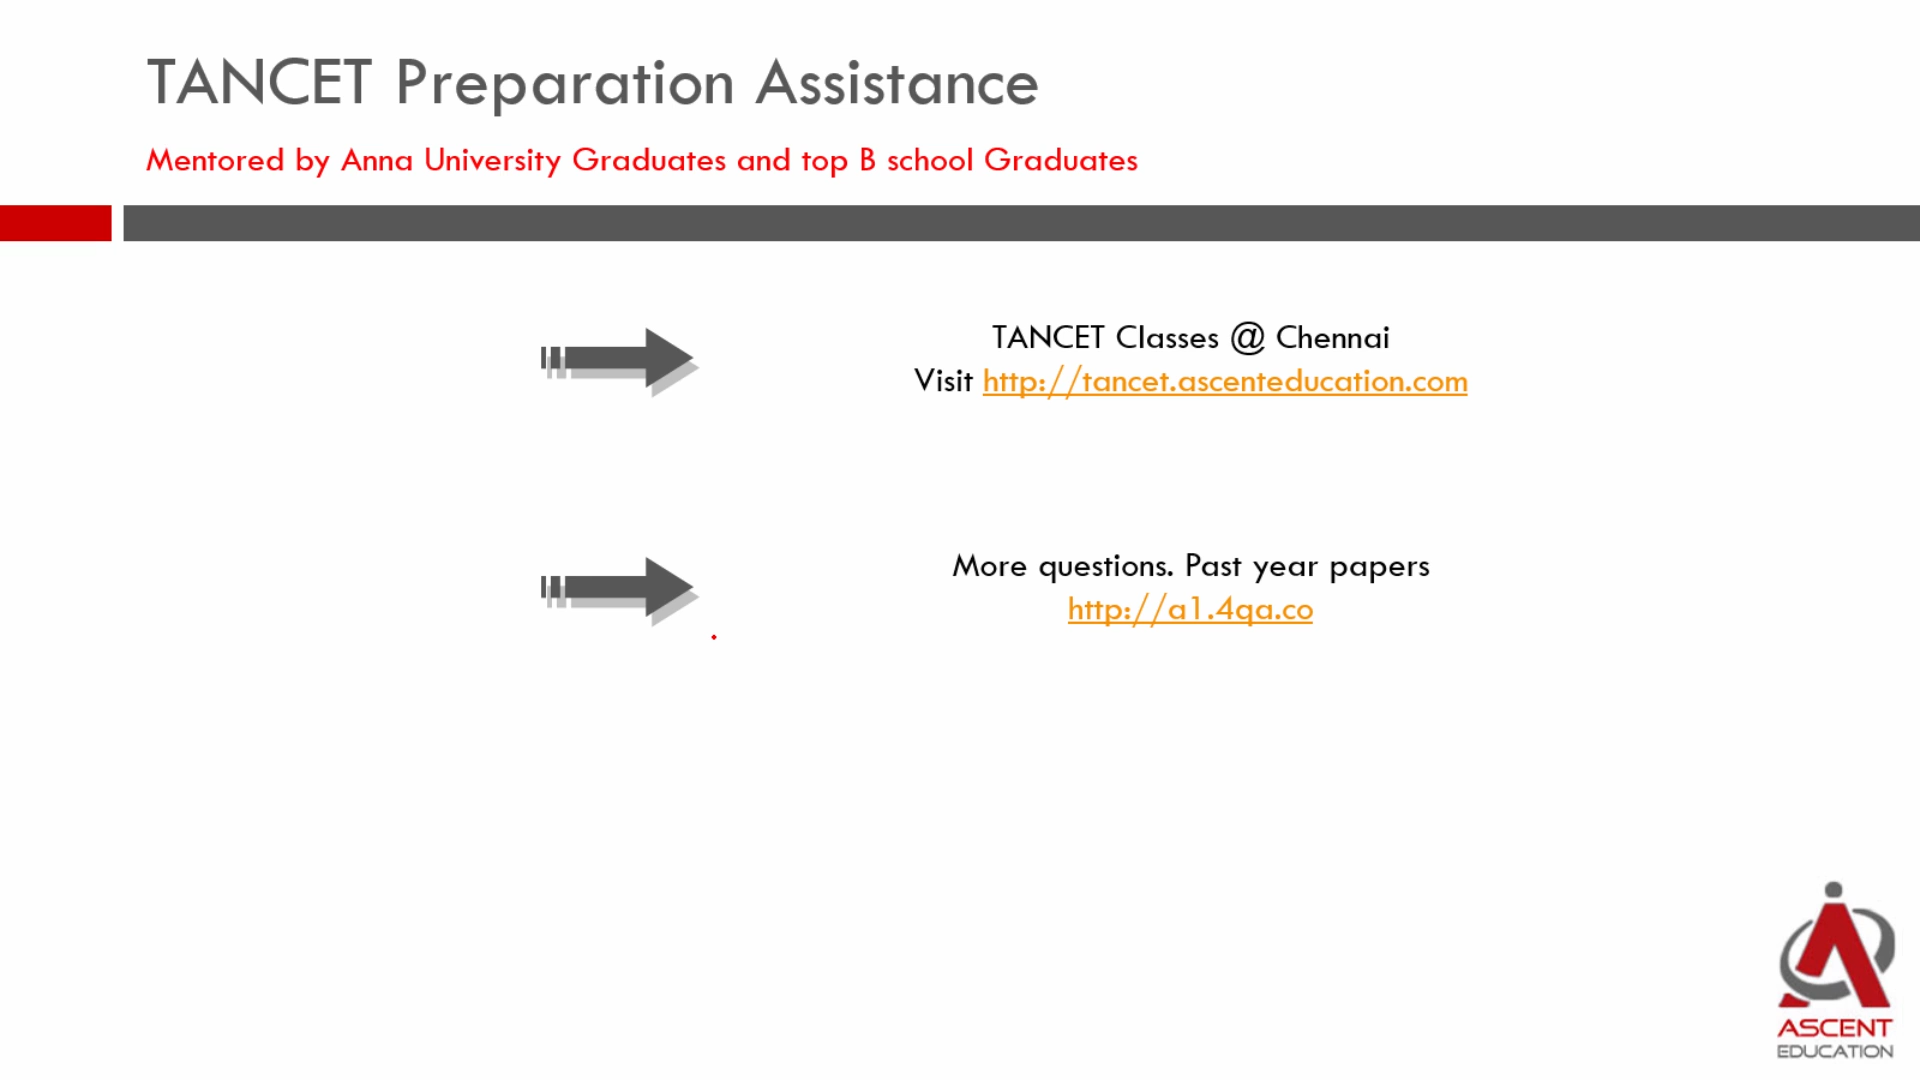 TANCET Preparation Assistance
Mentored by Anna University Graduates and top B school Graduates
TANCET Classes @ Chennai
Visit http://tancet.ascenteducation.com
More questions. Past year papers
http://a1.4qa.co
ASCENT
EDUCATION